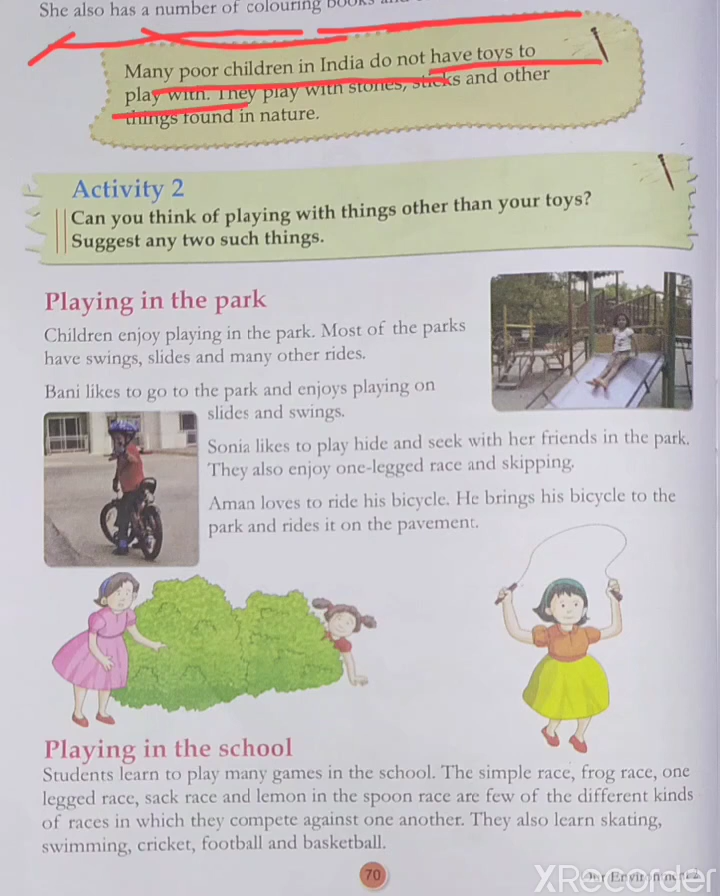 She also has a number of colouring books and
Many poor children in India do not have toys to
play with. They play with stones, sticks and other
things found in nature.
Activity 2
Can you think of playing with things other than your toys?
Suggest any two such things.
Playing in the park
Children enjoy playing in the park. Most of the parks
have swings, slides and many other rides.
Bani likes to go to the park and enjoys playing on
slides and swings.
Sonia likes to play hide and seek with her friends in the park.
They also enjoy one-legged race and skipping.
Aman loves to ride his bicycle. He brings his bicycle to the
park and rides it on the pavement.
Playing in the school
Students learn to play many games in the school. The simple race, frog race, one
legged race, sack race and lemon in the spoon race are few of the different kinds
of races in which they compete against one another. They also learn skating,
swimming, cricket, football and basketball.
70
Our Environment 2
XRecorder